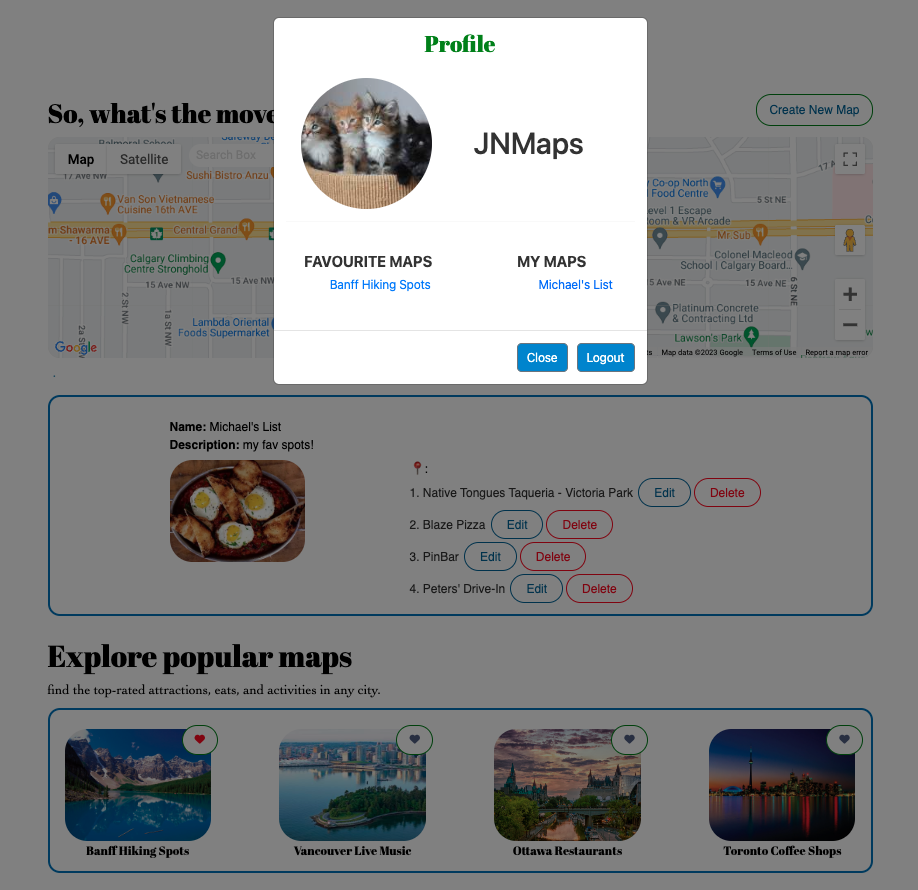 Profile
So, what's the move
Create New Map
JNMaps
Map
Satellite
Search Box
Balmoral School
Safeway
17 Ave NW
Sushi Bistro Anzu
Van Son Vietnamese
Cuisine 16th AVE
m Shawarma
- 16 AVE
Central Grand
Calgary Climbing
Centre Stronghold
15 Ave NW
15 Ave NW
2 St NW
1a St NW
Lambda Oriental
Foods Supermarket
Google
y Co-op North
Food Centre
5 St NE
evel 1 Escape
Room & VR Arcade
Mr.Sub
Colonel Macleod
School | Calgary Board...
5 Ave NE
15 Ave NE
6 St NE
Platinum Concrete
& Contracting Ltd
Lawson's Park
ts
Map data ©2023 Google
Terms of Use
Report a map error
FAVOURITE MAPS
MY MAPS
Banff Hiking Spots
Michael's List
Close
Logout
Name: Michael's List
Description: my fav spots!
📍:
1. Native Tongues Taqueria - Victoria Park Edit Delete
2. Blaze Pizza Edit Delete
3. PinBar Edit Delete
4. Peters' Drive-In Edit Delete
Explore popular maps
find the top-rated attractions, eats, and activities in any city.
Banff Hiking Spots
Vancouver Live Music
Ottawa Restaurants
Toronto Coffee Shops